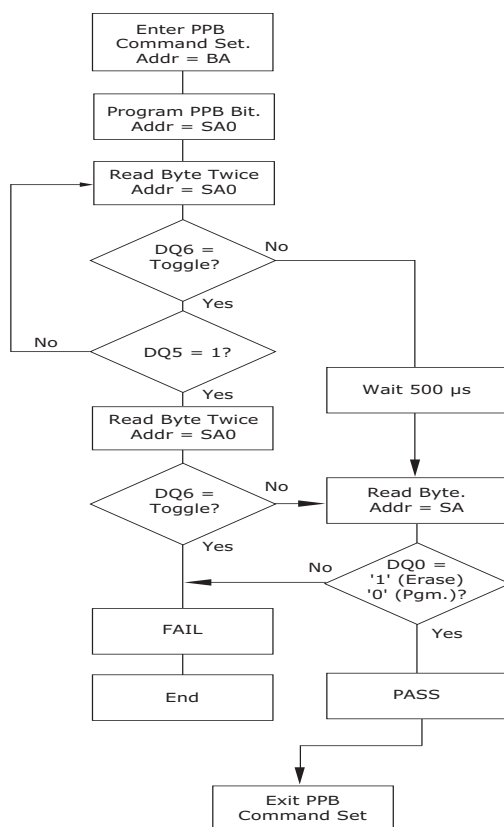 Enter PPB
Command Set.
Addr = BA
Program PPB Bit.
Addr = SA0
Read Byte Twice
Addr = SA0
DQ6 =
Toggle?
No
Yes
No
DQ5 = 1?
Yes
Wait 500 µs
Read Byte Twice
Addr = SA0
No
DQ6 =
Toggle?
Read Byte.
Addr = SA
Yes
No
DQ0 =
'1' (Erase)
'0' (Pgm.)?
FAIL
Yes
End
PASS
Exit PPB
Command Set